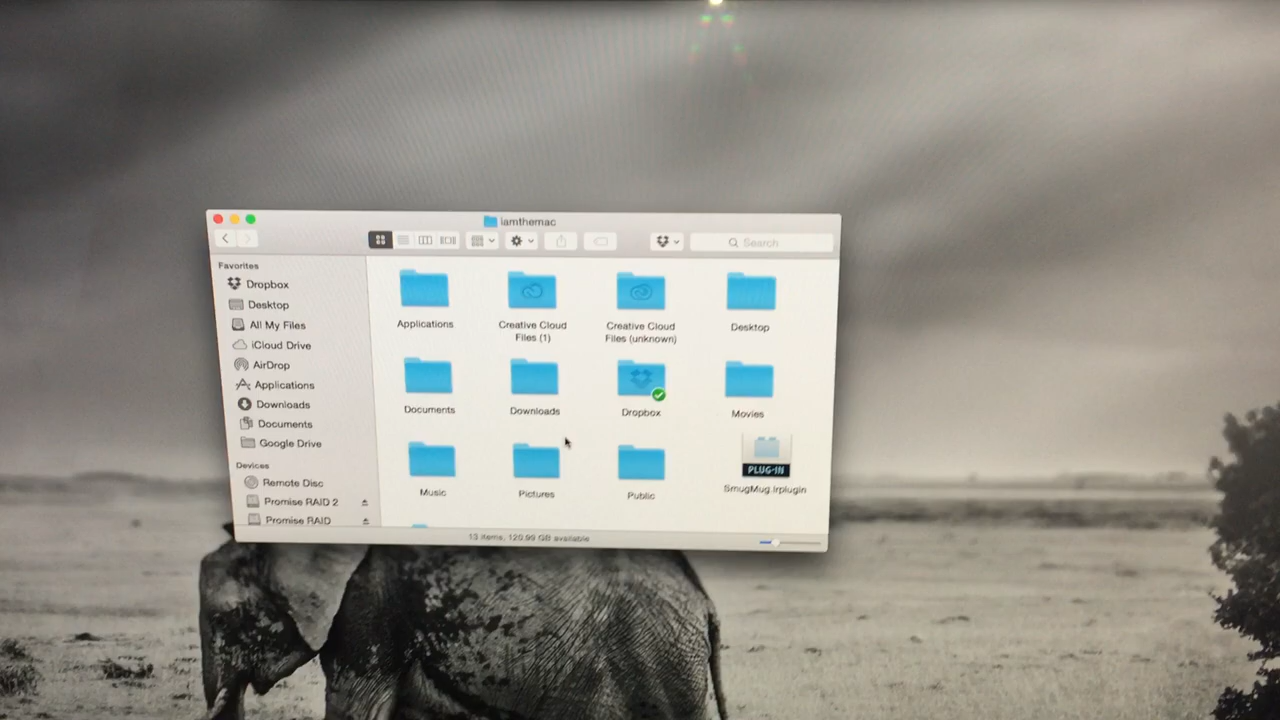 iamthemac
Search
Favorites
Dropbox
Desktop
All My Files
iCloud Drive
AirDrop
Applications
Downloads
Documents
Google Drive
Devices
Remote Disc
Promise RAID 2
Promise RAID
Applications
Creative Cloud
Files (1)
Creative Cloud
Files (unknown)
Desktop
Documents
Downloads
Dropbox
Movies
Music
Pictures
Public
PLUG-IN
SmugMug.lrplugin
13 items, 120.99 GB available